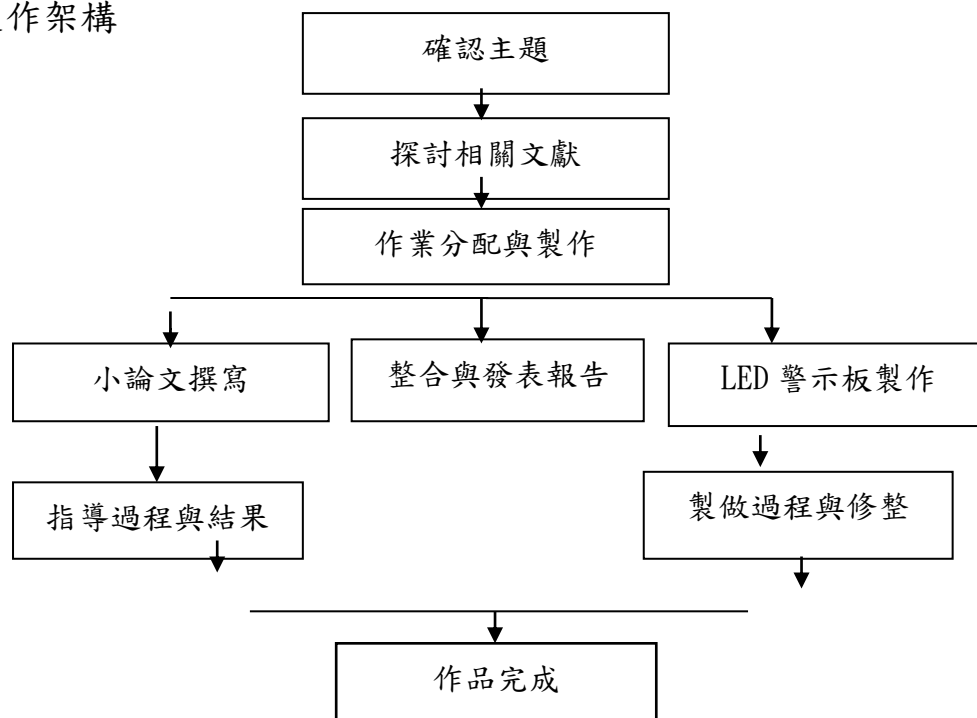 作架構
確認主題
探討相關文獻
作業分配與製作
小論文撰寫
整合與發表報告
LED 警示板製作
指導過程與結果
製做過程與修整
作品完成